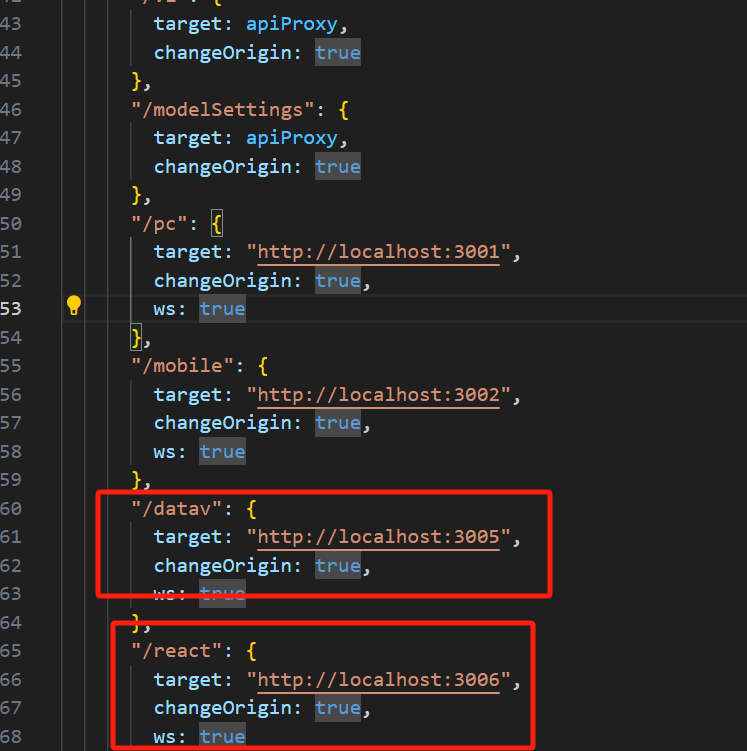 43 target: apiProxy,
44 changeOrigin: true
45 },
46 "/modelSettings": {
47 target: apiProxy,
48 changeOrigin: true
49 },
50 "/pc": {
51 target: "http://localhost:3001",
52 changeOrigin: true,
53 ws: true
54 },
55 "/mobile": {
56 target: "http://localhost:3002",
57 changeOrigin: true,
58 ws: true
59 },
60 "/datav": {
61 target: "http://localhost:3005",
62 changeOrigin: true,
63 ws: true
64 },
65 "/react": {
66 target: "http://localhost:3006",
67 changeOrigin: true,
68 ws: true